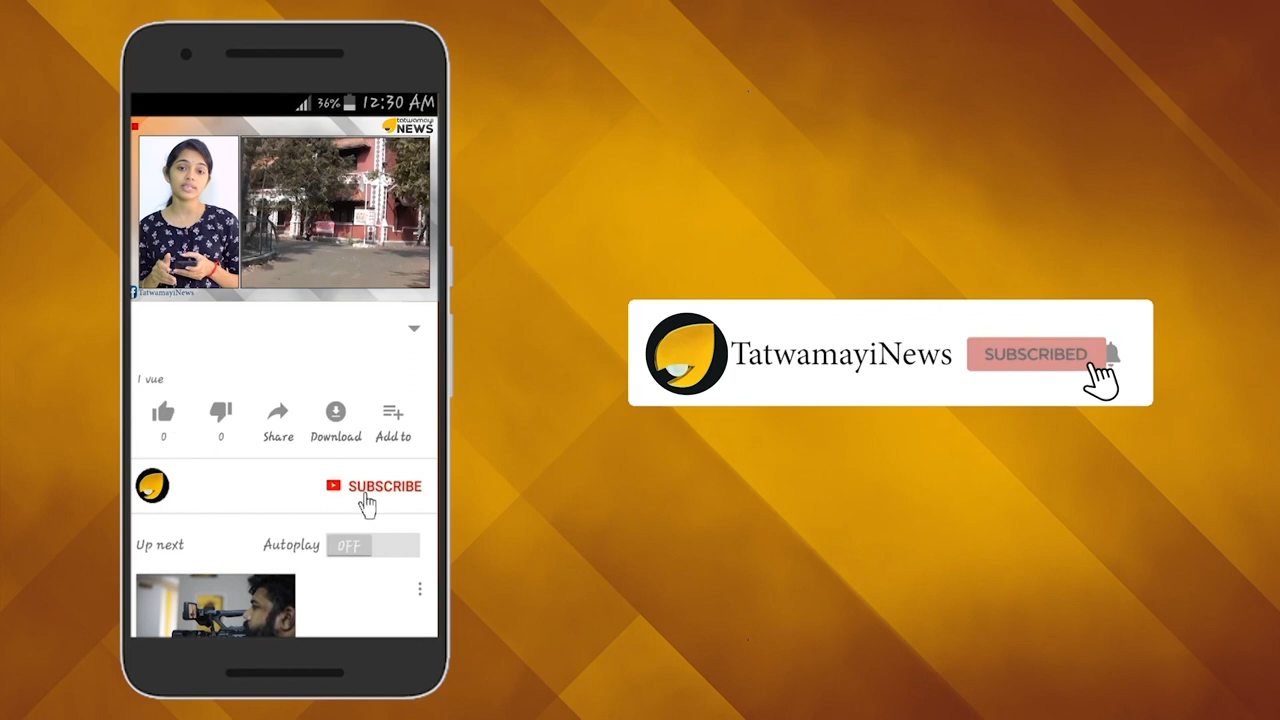 36% 12:30 AM
tatwamayi
NEWS
TatwamayiNews
1 vue
0
0
Share
Download
Add to
SUBSCRIBE
Up next
Autoplay
OFF
TatwamayiNews
SUBSCRIBED